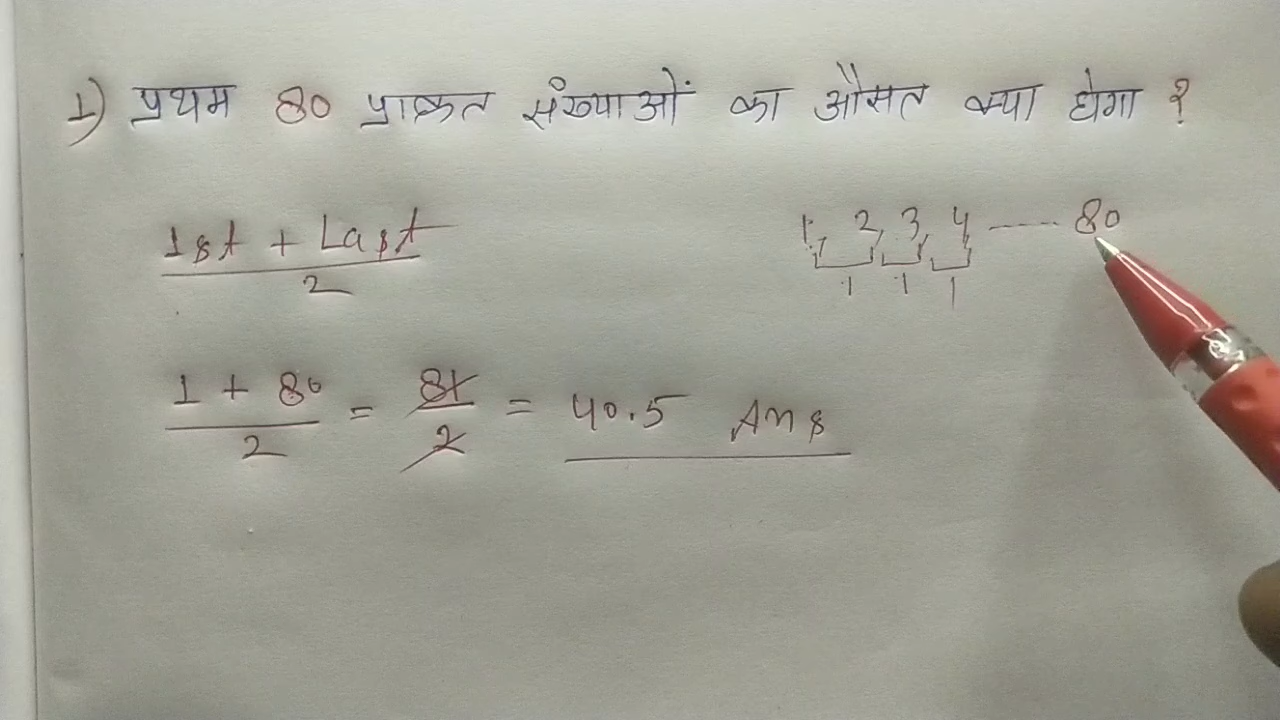 1) प्रथम 80 प्राकृत संख्याओं का औसत क्या होगा ?
1, 2, 3, 4 ------ 80
1 1 1
1st + Last
2
1 + 80 = 81 = 40.5 Ans
2 2